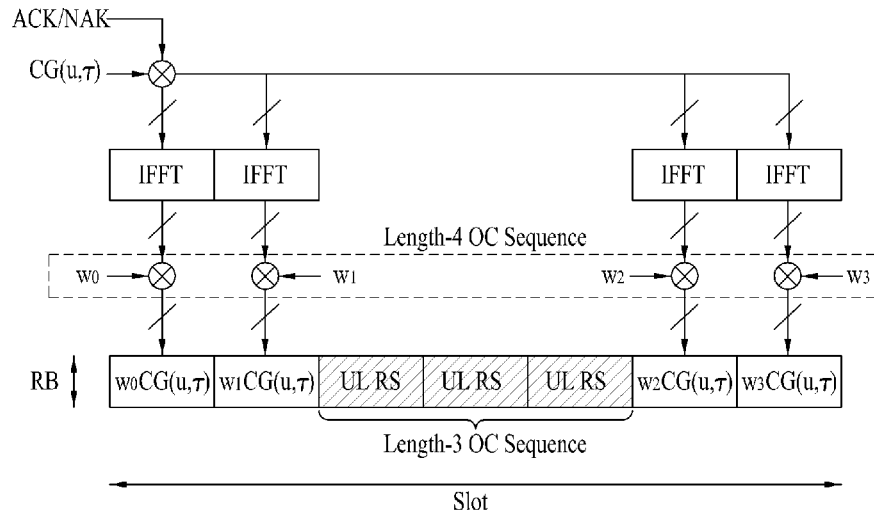 ACK/NAK
CG(u,τ)
IFFT IFFT IFFT IFFT
Length-4 OC Sequence
W0 W1 W2 W3
RB
W0CG(u,τ) W1CG(u,τ) UL RS UL RS UL RS W2CG(u,τ) W3CG(u,τ)
Length-3 OC Sequence
Slot